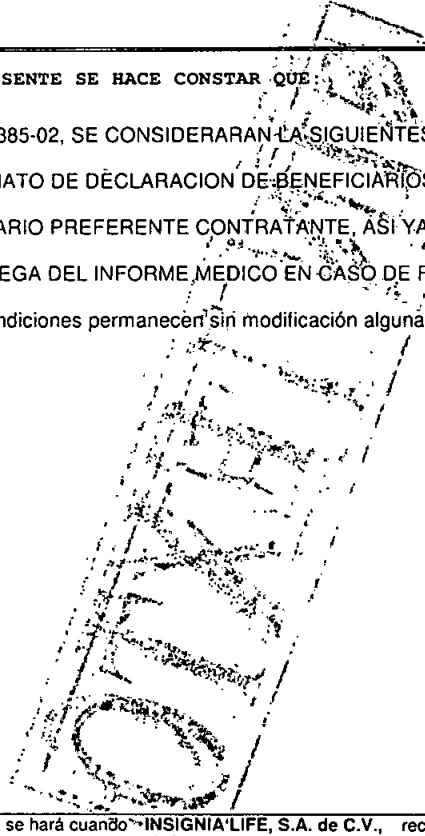 SENTE SE HACE CONSTAR QUE:
385-02, SE CONSIDERARAN LA SIGUIENTES
ATO DE DECLARACION DE BENEFICIARIOS
ARIO PREFERENTE CONTRATANTE, ASI YA
EGA DEL INFORME MEDICO EN CASO DE F
ndiciones permanecen sin modificación alguna
se hará cuando INSIGNIA LIFE, S.A. de C.V., rec